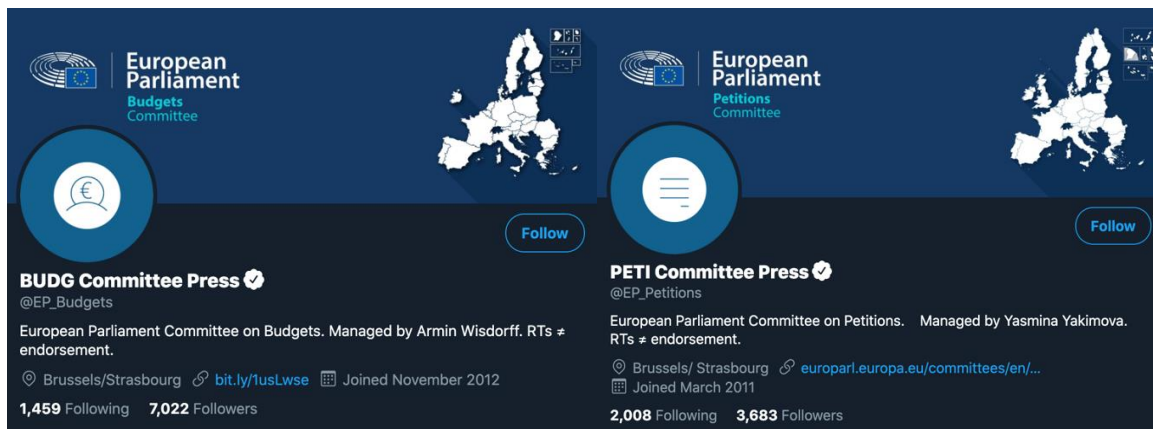 European
Parliament
Budgets
Committee
€
Follow
BUDG Committee Press
@EP_Budgets
European Parliament Committee on Budgets. Managed by Armin Wisdorff. RTs ≠
endorsement.
Brussels/Strasbourg bit.ly/1usLwse Joined November 2012
1,459 Following 7,022 Followers
European
Parliament
Petitions
Committee
Follow
PETI Committee Press
@EP_Petitions
European Parliament Committee on Petitions. Managed by Yasmina Yakimova.
RTs ≠ endorsement.
Brussels/ Strasbourg europarl.europa.eu/committees/en/...
Joined March 2011
2,008 Following 3,683 Followers